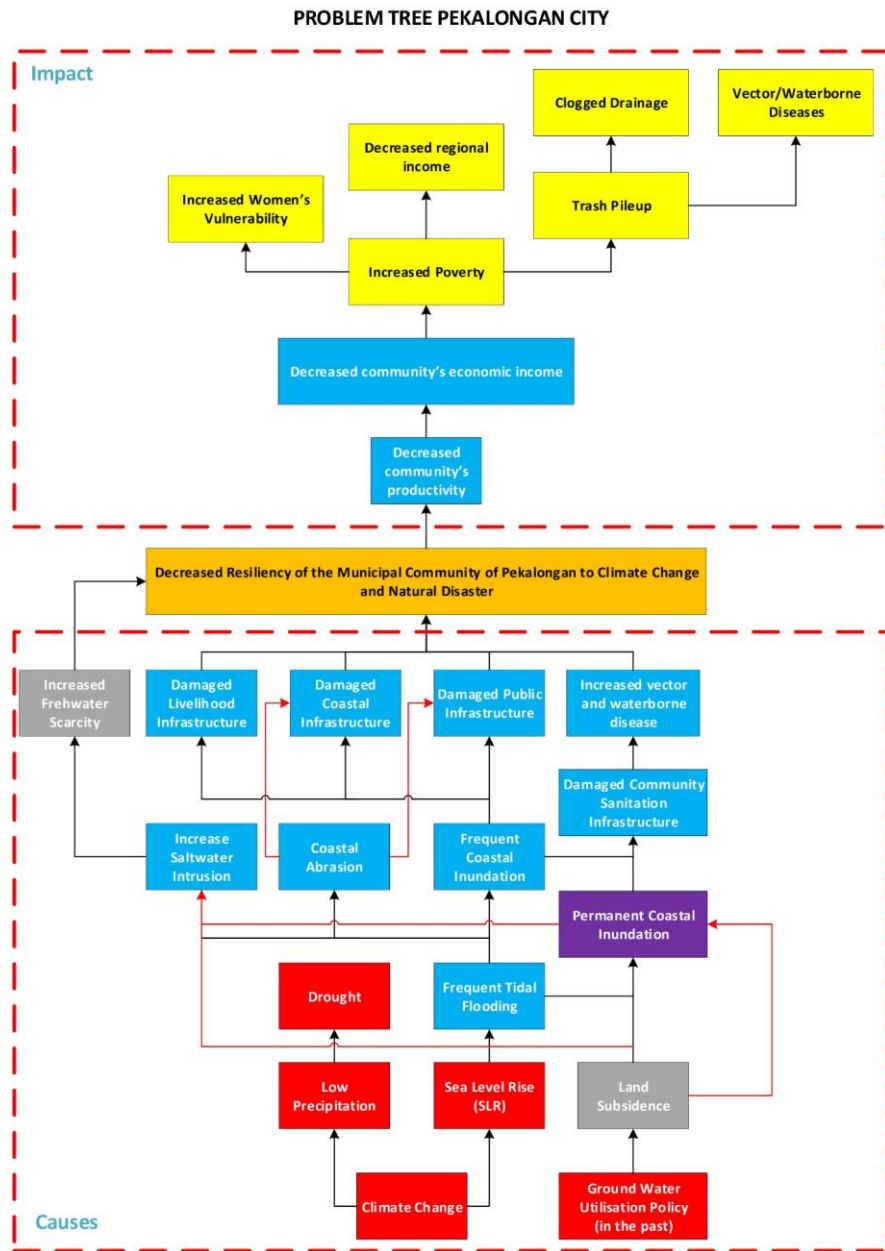 PROBLEM TREE PEKALONGAN CITY
Impact
Clogged Drainage
Vector/Waterborne
Diseases
Decreased regional
income
Increased Women's
Vulnerability
Trash Pileup
Increased Poverty
Decreased community's economic income
Decreased
community's
productivity
Decreased Resiliency of the Municipal Community of Pekalongan to Climate Change
and Natural Disaster
Increased
Frehwater
Scarcity
Damaged
Livelihood
Infrastructure
Damaged
Coastal
Infrastructure
Damaged Public
Infrastructure
Increased vector
and waterborne
disease
Damaged Community
Sanitation
Infrastructure
Increase
Saltwater
Intrusion
Coastal
Abrasion
Frequent
Coastal
Inundation
Permanent Coastal
Inundation
Drought
Frequent Tidal
Flooding
Low
Precipitation
Sea Level Rise
(SLR)
Land
Subsidence
Climate Change
Ground Water
Utilisation Policy
(in the past)
Causes